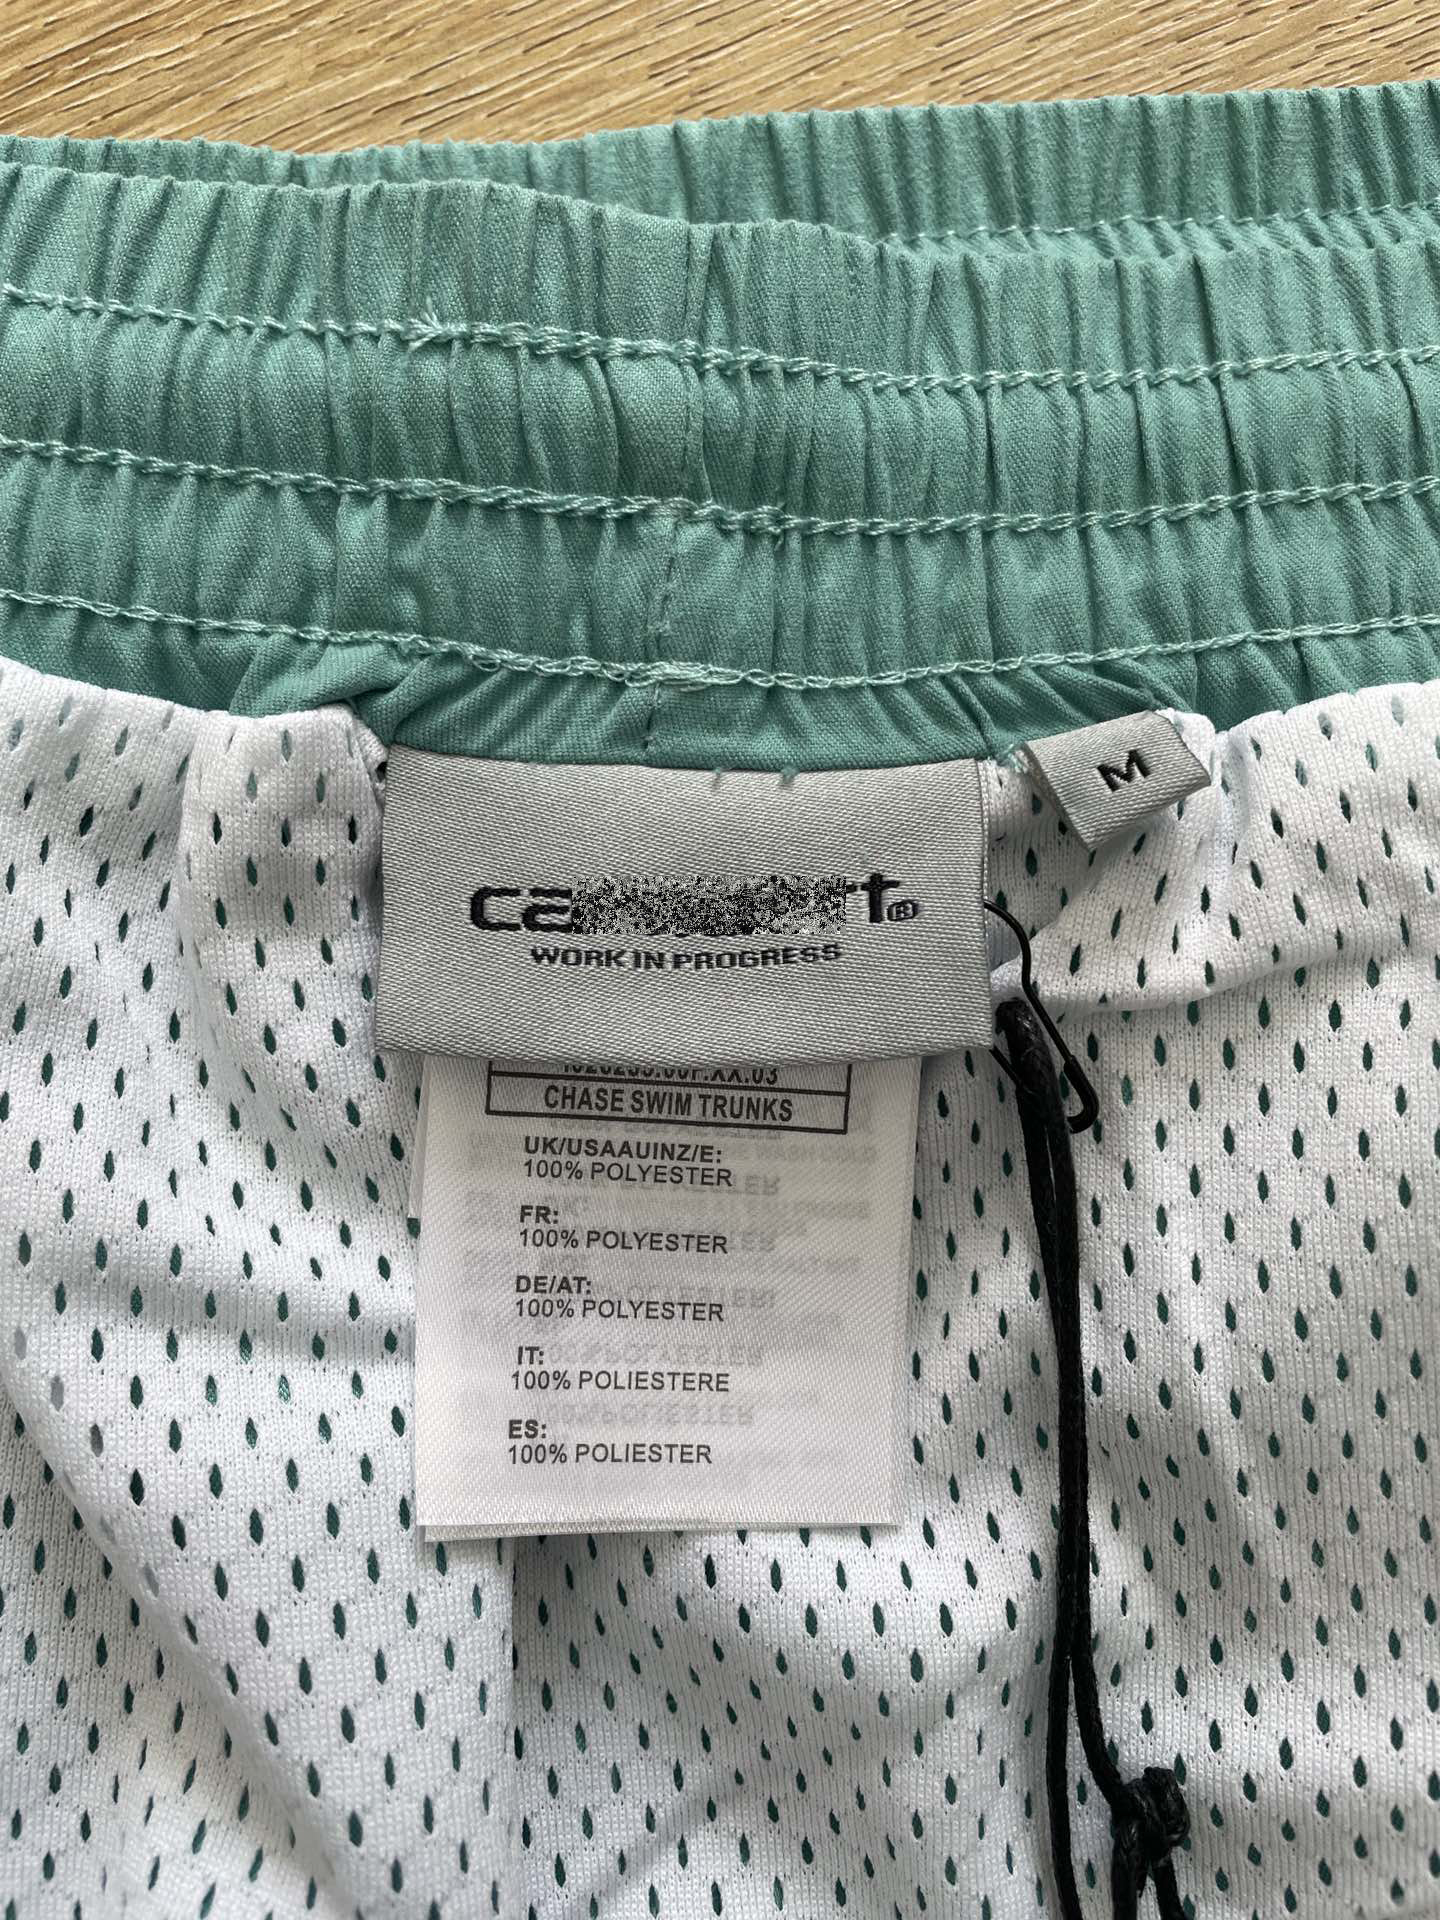 M
WORK IN PROGRESS
CHASE SWIM TRUNKS
UK/USAAUINZ/E:
100% POLYESTER
FR:
100% POLYESTER
DE/AT:
100% POLYESTER
IT:
100% POLIESTERE
ES:
100% POLIESTER